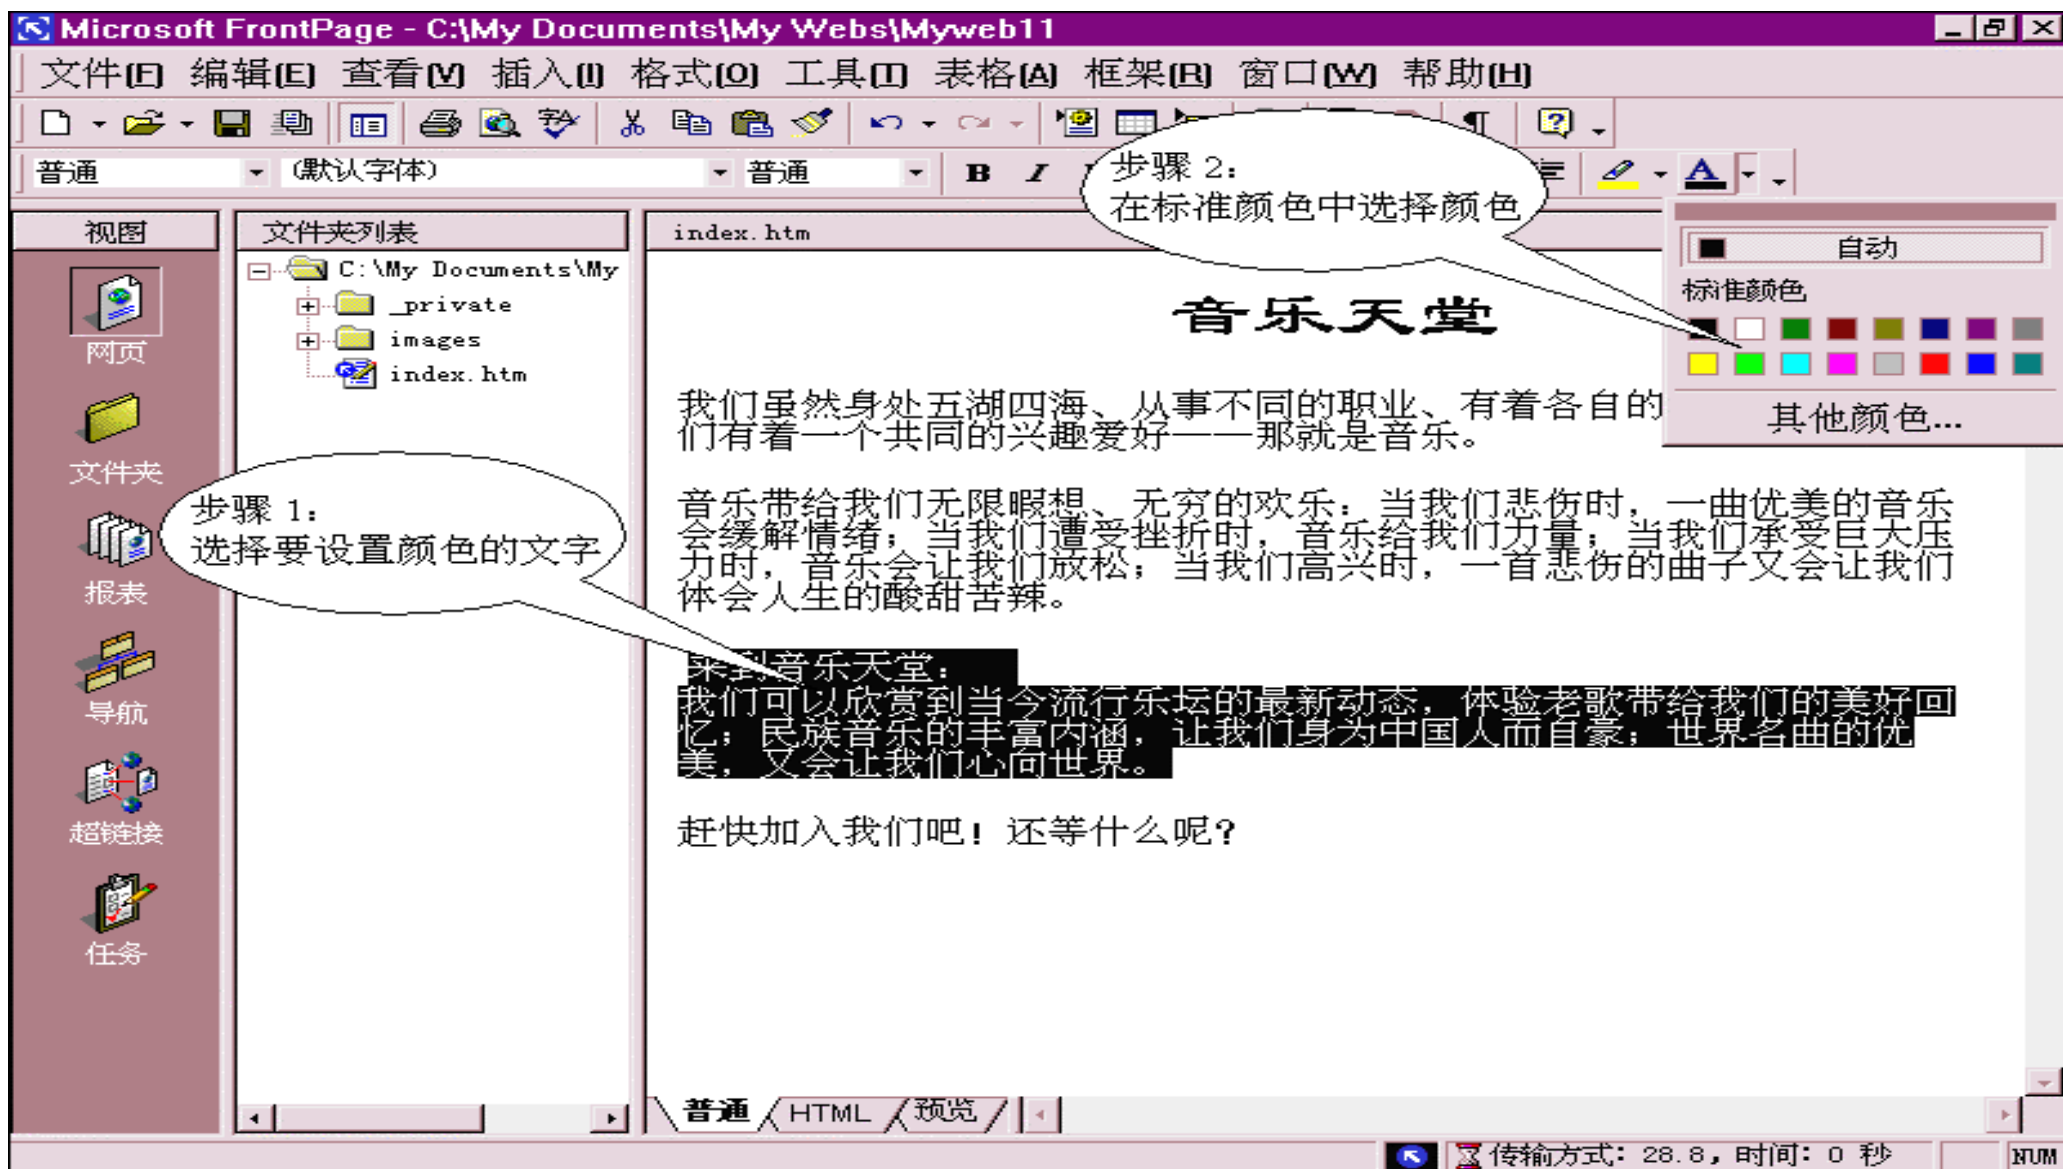 Microsoft FrontPage - C:\My Documents\My Webs\Myweb11
文件(F) 编辑(E) 查看(V) 插入(I) 格式(O) 工具(T) 表格(A) 框架(R) 窗口(W) 帮助(H)
普通 (默认字体) 普通 B I A
步骤 2：
在标准颜色中选择颜色
视图
文件夹列表
index.htm
自动
标准颜色
其他颜色...
网页
文件夹
报表
导航
超链接
任务
C:\My Documents\My
_private
images
index.htm
步骤 1：
选择要设置颜色的文字
音乐天堂
我们虽然身处五湖四海、从事不同的职业、有着各自的
们有着一个共同的兴趣爱好——那就是音乐。
音乐带给我们无限暇想、无穷的欢乐：当我们悲伤时，一曲优美的音乐
会缓解情绪；当我们遭受挫折时，音乐给我们力量；当我们承受巨大压
力时，音乐会让我们放松；当我们高兴时，一首悲伤的曲子又会让我们
体会人生的酸甜苦辣。
来到音乐天堂：
我们可以欣赏到当今流行乐坛的最新动态，体验老歌带给我们的美好回
忆；民族音乐的丰富内涵，让我们身为中国人而自豪；世界名曲的优
美，又会让我们心向世界。
赶快加入我们吧！还等什么呢？
普通 HTML 预览
传输方式：28.8，时间：0 秒 NUM